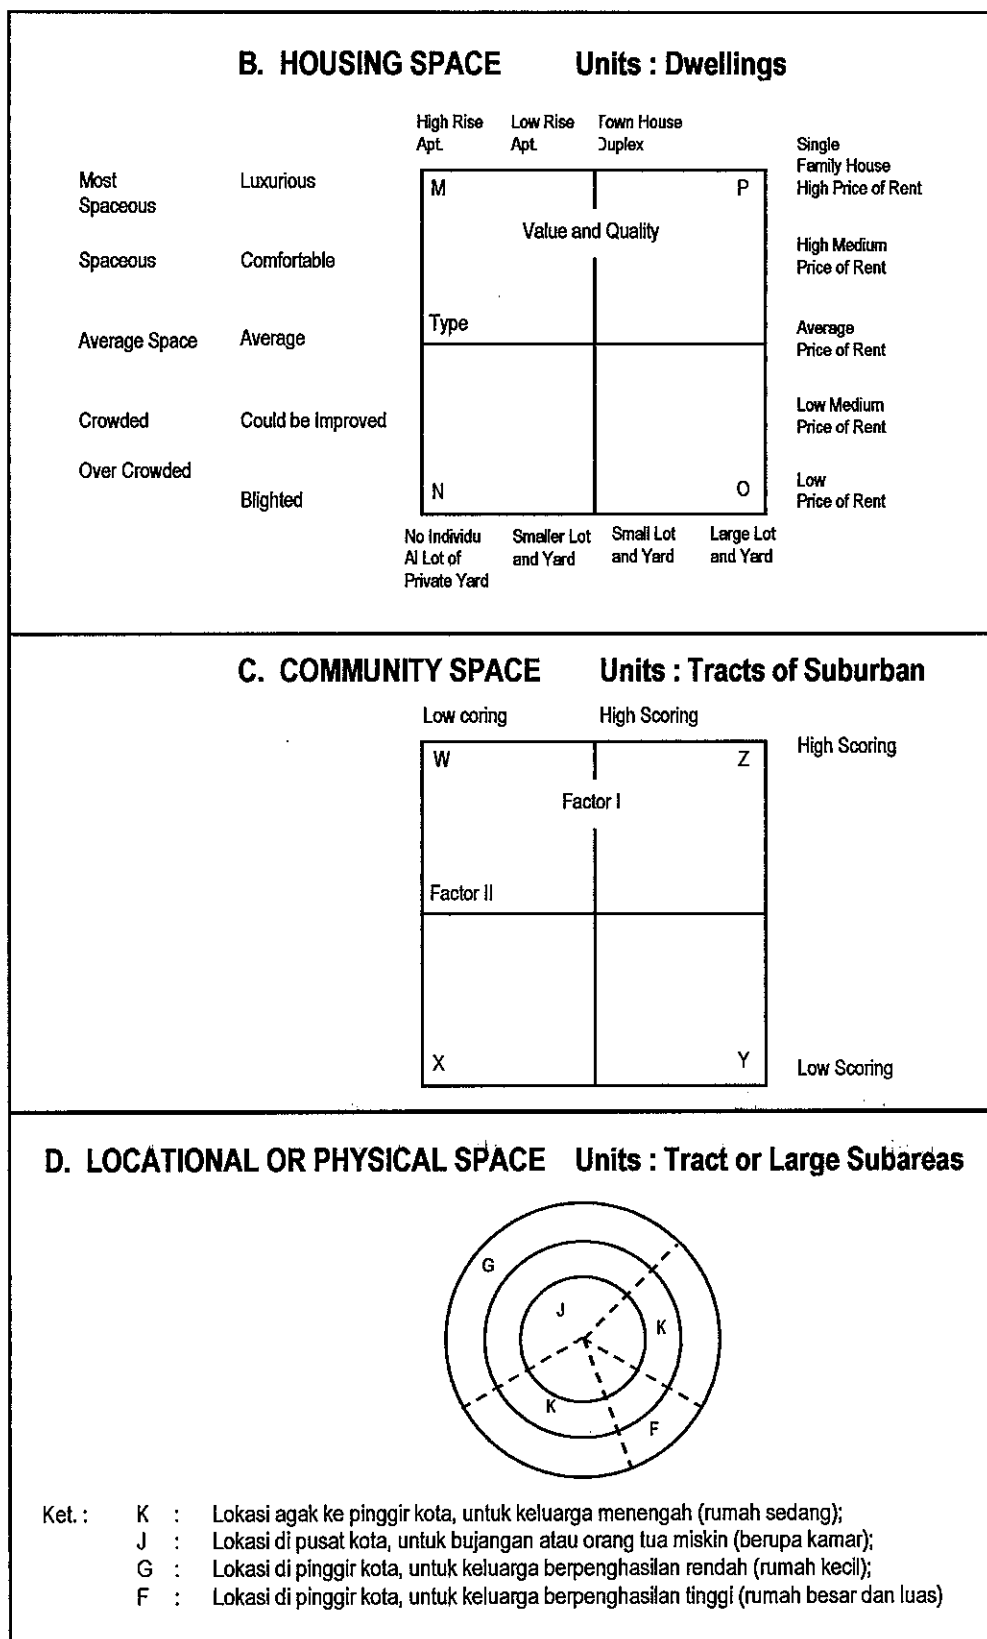 B. HOUSING SPACE Units : Dwellings
High Rise Low Rise Town House
Apt. Apt. Duplex Single
Family House
Most Luxurious M P High Price of Rent
Spaceous
Value and Quality
High Medium
Spaceous Comfortable Price of Rent
Type Average
Average Space Average Price of Rent
Low Medium
Crowded Could be Improved Price of Rent
Over Crowded
Low
Blighted N O Price of Rent
No Individu Smaller Lot Small Lot Large Lot
Al Lot of and Yard and Yard and Yard
Private Yard
C. COMMUNITY SPACE Units : Tracts of Suburban
Low coring High Scoring
W Z High Scoring
Factor I
Factor II
X Y Low Scoring
D. LOCATIONAL OR PHYSICAL SPACE Units : Tract or Large Subareas
G
J
K
K
F
Ket. : K : Lokasi agak ke pinggir kota, untuk keluarga menengah (rumah sedang);
J : Lokasi di pusat kota, untuk bujangan atau orang tua miskin (berupa kamar);
G : Lokasi di pinggir kota, untuk keluarga berpenghasilan rendah (rumah kecil);
F : Lokasi di pinggir kota, untuk keluarga berpenghasilan tinggi (rumah besar dan luas)